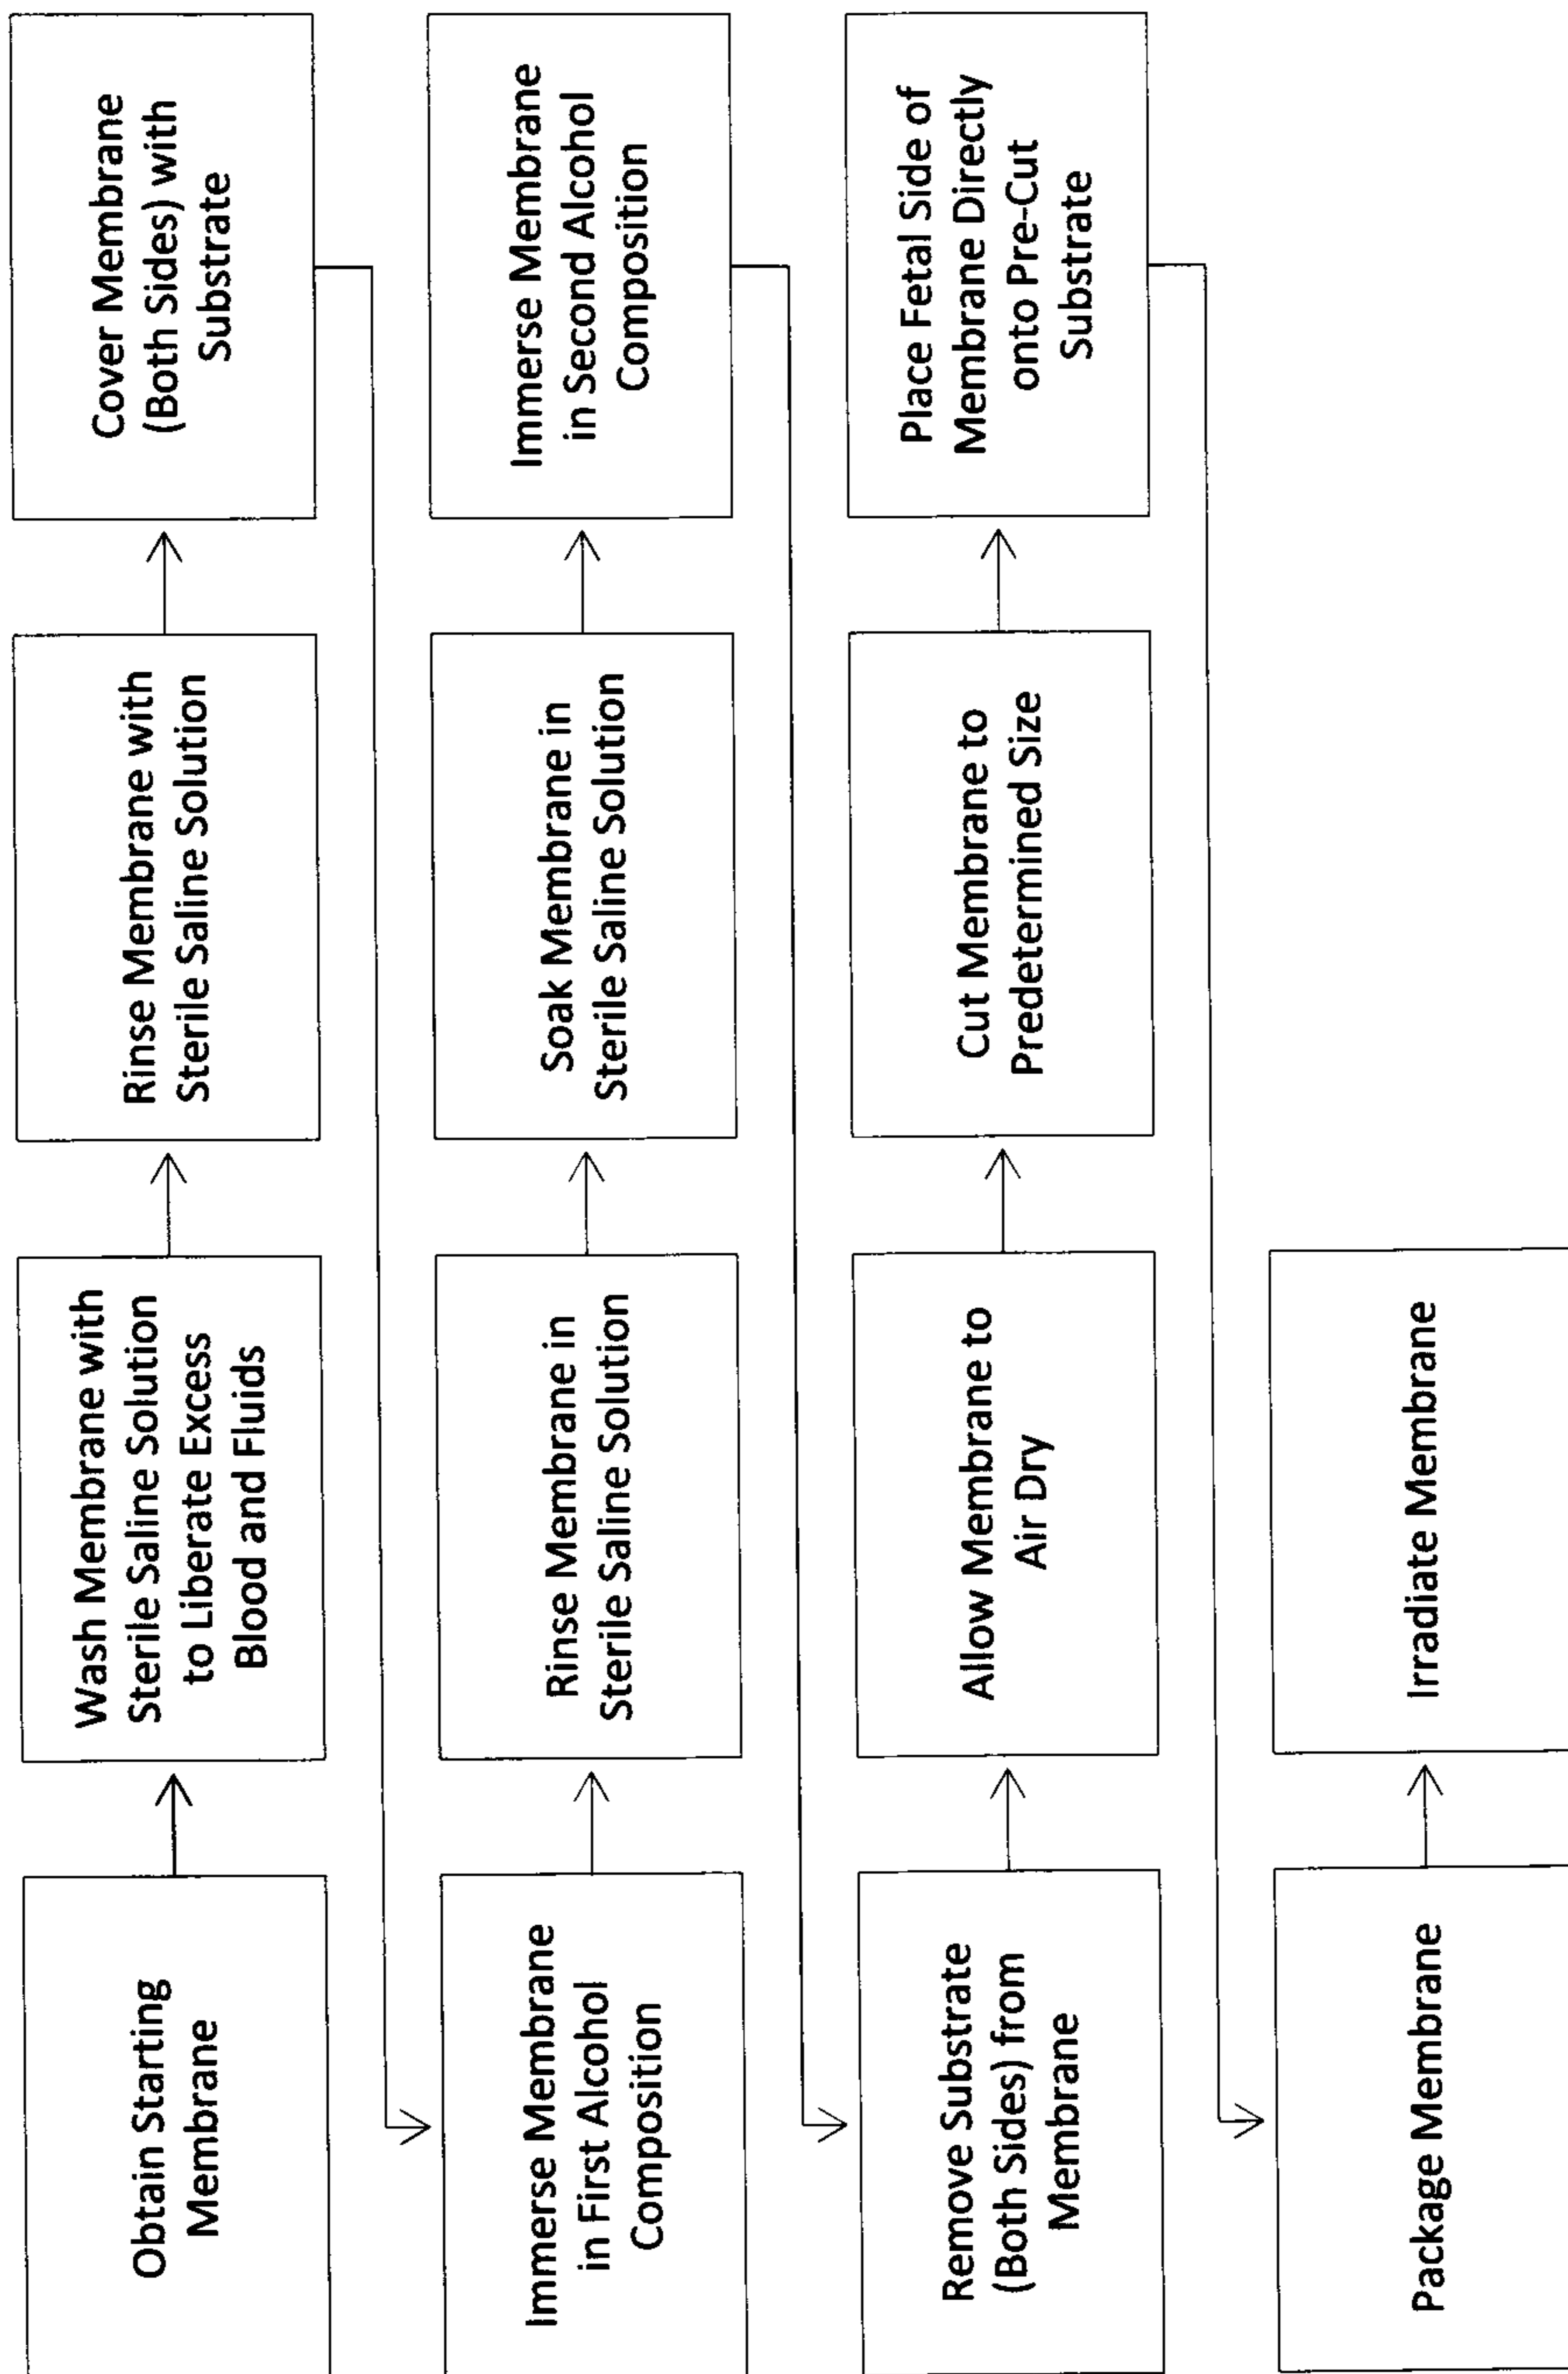 Obtain Starting
Membrane
Wash Membrane with
Sterile Saline Solution
to Liberate Excess
Blood and Fluids
Rinse Membrane with
Sterile Saline Solution
Cover Membrane
(Both Sides) with
Substrate
Immerse Membrane
in First Alcohol
Composition
Rinse Membrane in
Sterile Saline Solution
Soak Membrane in
Sterile Saline Solution
Immerse Membrane
in Second Alcohol
Composition
Remove Substrate
(Both Sides) from
Membrane
Allow Membrane to
Air Dry
Cut Membrane to
Predetermined Size
Place Fetal Side of
Membrane Directly
onto Pre-Cut
Substrate
Package Membrane
Irradiate Membrane